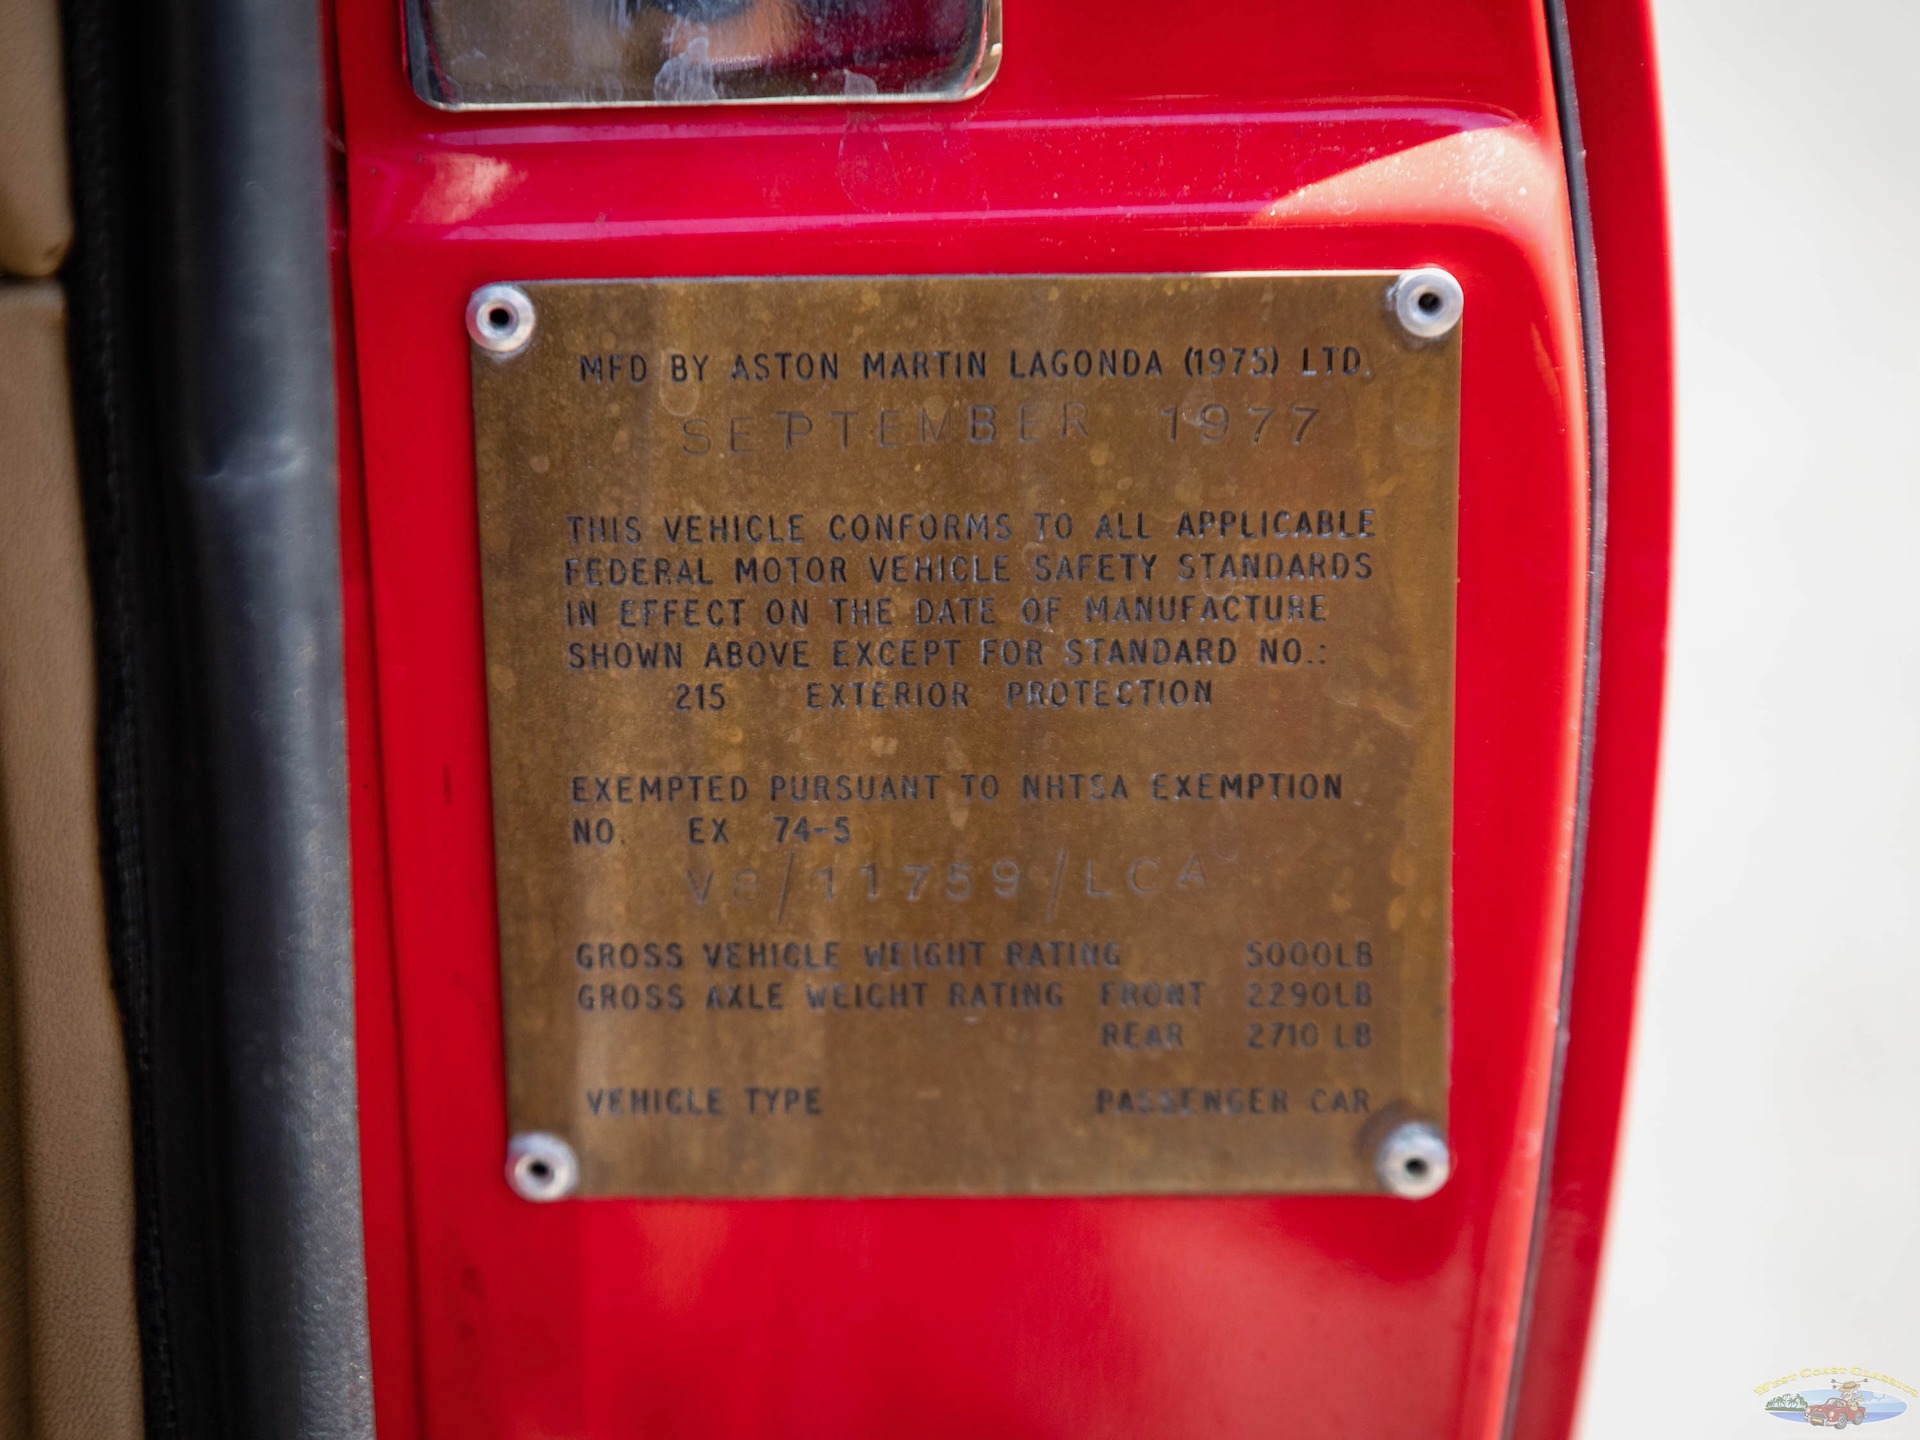 MFD BY ASTON MARTIN LAGONDA (1975) LTD.
SEPTEMBER 1977
THIS VEHICLE CONFORMS TO ALL APPLICABLE
FEDERAL MOTOR VEHICLE SAFETY STANDARDS
IN EFFECT ON THE DATE OF MANUFACTURE
SHOWN ABOVE EXCEPT FOR STANDARD NO.:
215 EXTERIOR PROTECTION
EXEMPTED PURSUANT TO NHTSA EXEMPTION
NO. EX 74-5
V8/11759/LCA
GROSS VEHICLE WEIGHT RATING 5000LB
GROSS AXLE WEIGHT RATING FRONT 2290LB
REAR 2710 LB
VEHICLE TYPE PASSENGER CAR
West Coast Classics